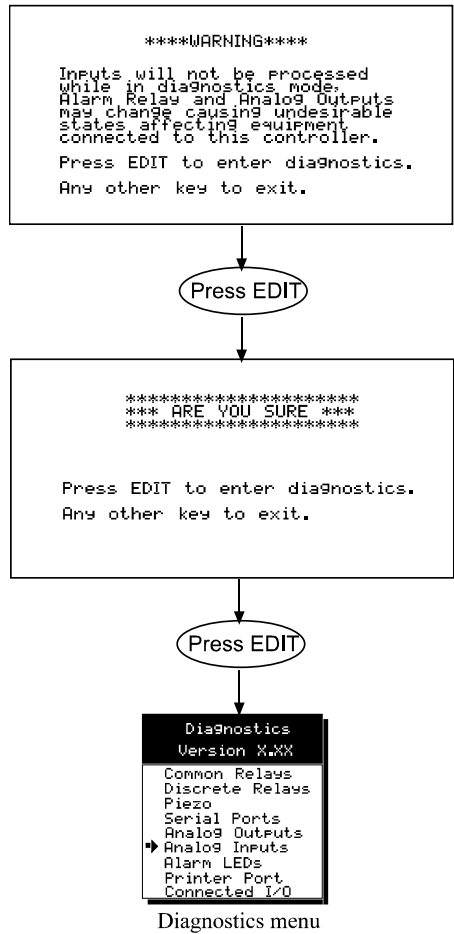 ****WARNING****
Inputs will not be processed
while in diagnostics mode,
Alarm Relay and Analog Outputs
may change causing undesirable
states affecting equipment
connected to this controller.
Press EDIT to enter diagnostics.
Any other key to exit.
Press EDIT
*********************
*** ARE YOU SURE ***
*********************
Press EDIT to enter diagnostics.
Any other key to exit.
Press EDIT
Diagnostics
Version X.XX
Common Relays
Discrete Relays
Piezo
Serial Ports
Analog Outputs
Analog Inputs
Alarm LEDs
Printer Port
Connected I/O
Diagnostics menu